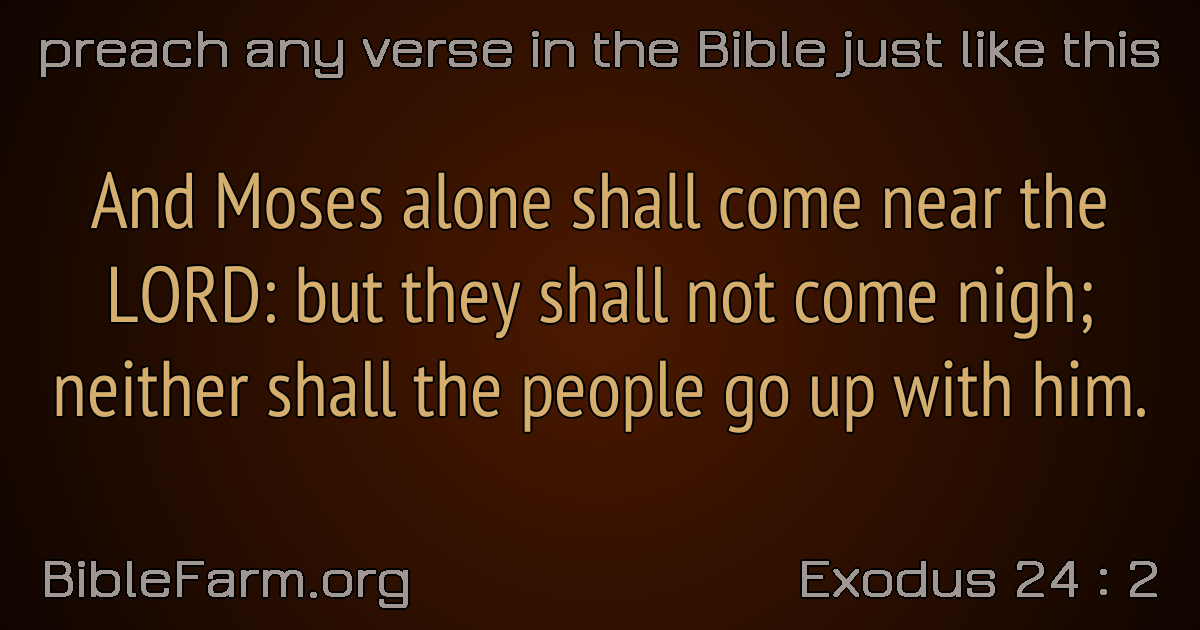 preach any verse in the Bible just like this
And Moses alone shall come near the
LORD: but they shall not come nigh;
neither shall the people go up with him.
BibleFarm.org
Exodus 24 : 2